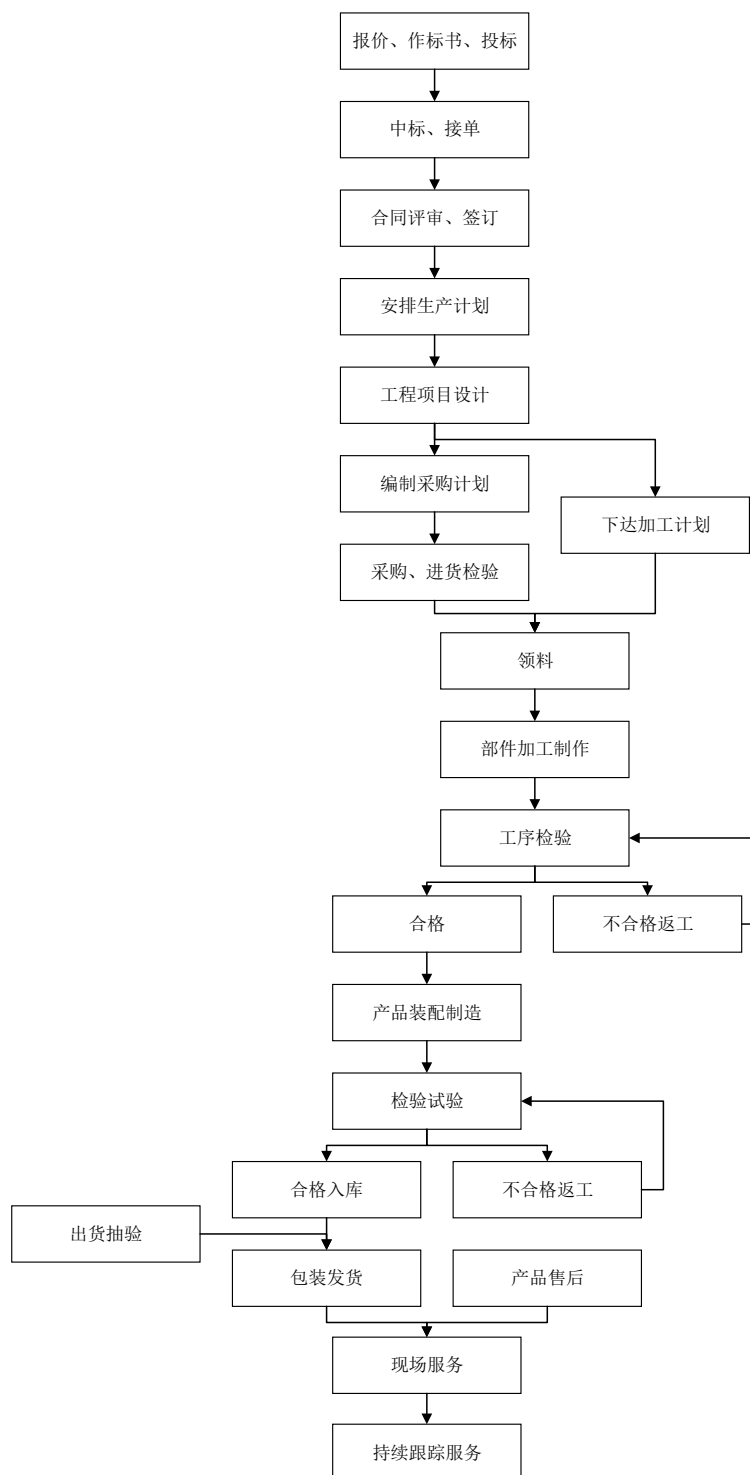 报价、作标书、投标
中标、接单
合同评审、签订
安排生产计划
工程项目设计
编制采购计划
下达加工计划
采购、进货检验
领料
部件加工制作
工序检验
合格
不合格返工
产品装配制造
检验试验
合格入库
不合格返工
出货抽验
包装发货
产品售后
现场服务
持续跟踪服务